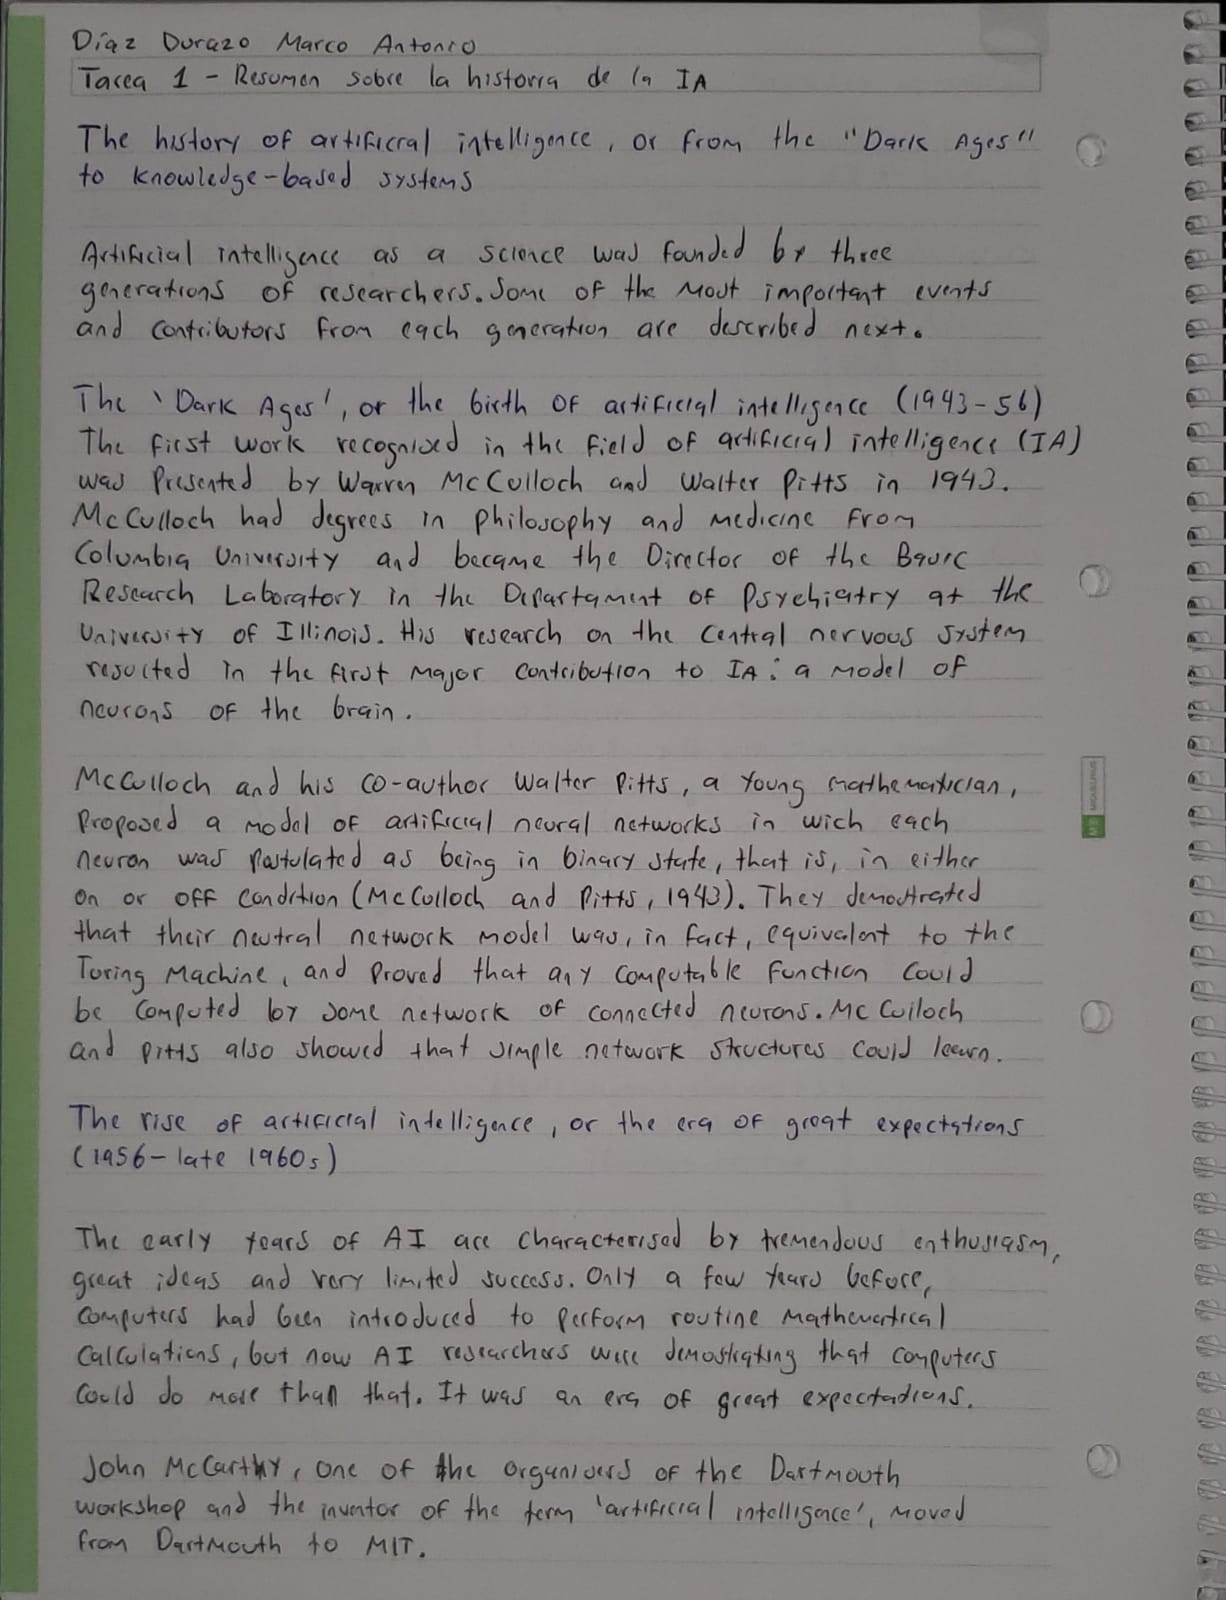 Díaz Durazo Marco Antonio
Tarea 1 - Resumen sobre la historia de la IA
The history of artificial intelligence, or from the "Dark Ages"
to knowledge-based systems
Artificial intelligence as a science was founded by three
generations of researchers. Some of the most important events
and contributors from each generation are described next.
The 'Dark Ages', or the birth of artificial intelligence (1943-56)
The first work recognised in the field of artificial intelligence (IA)
was presented by Warren McCulloch and Walter Pitts in 1943.
McCulloch had degrees in philosophy and medicine from
Columbia University and became the Director of the Basic
Research Laboratory in the Departament of Psychiatry at the
University of Illinois. His research on the central nervous system
resulted in the first major contribution to IA: a model of
neurons of the brain.
McCulloch and his co-author Walter Pitts, a young mathematician,
proposed a model of artificial neural networks in wich each
neuron was postulated as being in binary state, that is, in either
on or off condition (McCulloch and Pitts, 1943). They demostrated
that their neutral network model was, in fact, equivalent to the
Turing machine, and proved that any computable function could
be computed by some network of connected neurons. McCulloch
and Pitts also showed that simple network structures could learn.
The rise of artificial intelligence, or the era of great expectations
(1956-late 1960s)
The early years of AI are characterised by tremendous enthusiasm,
great ideas and very limited success. Only a few years before,
computers had been introduced to perform routine mathematical
calculations, but now AI researchers were demostrating that computers
could do more than that. It was an era of great expectations.
John McCarthy, one of the organisers of the Dartmouth
workshop and the inventor of the term 'artificial intelligence', moved
from Dartmouth to MIT.